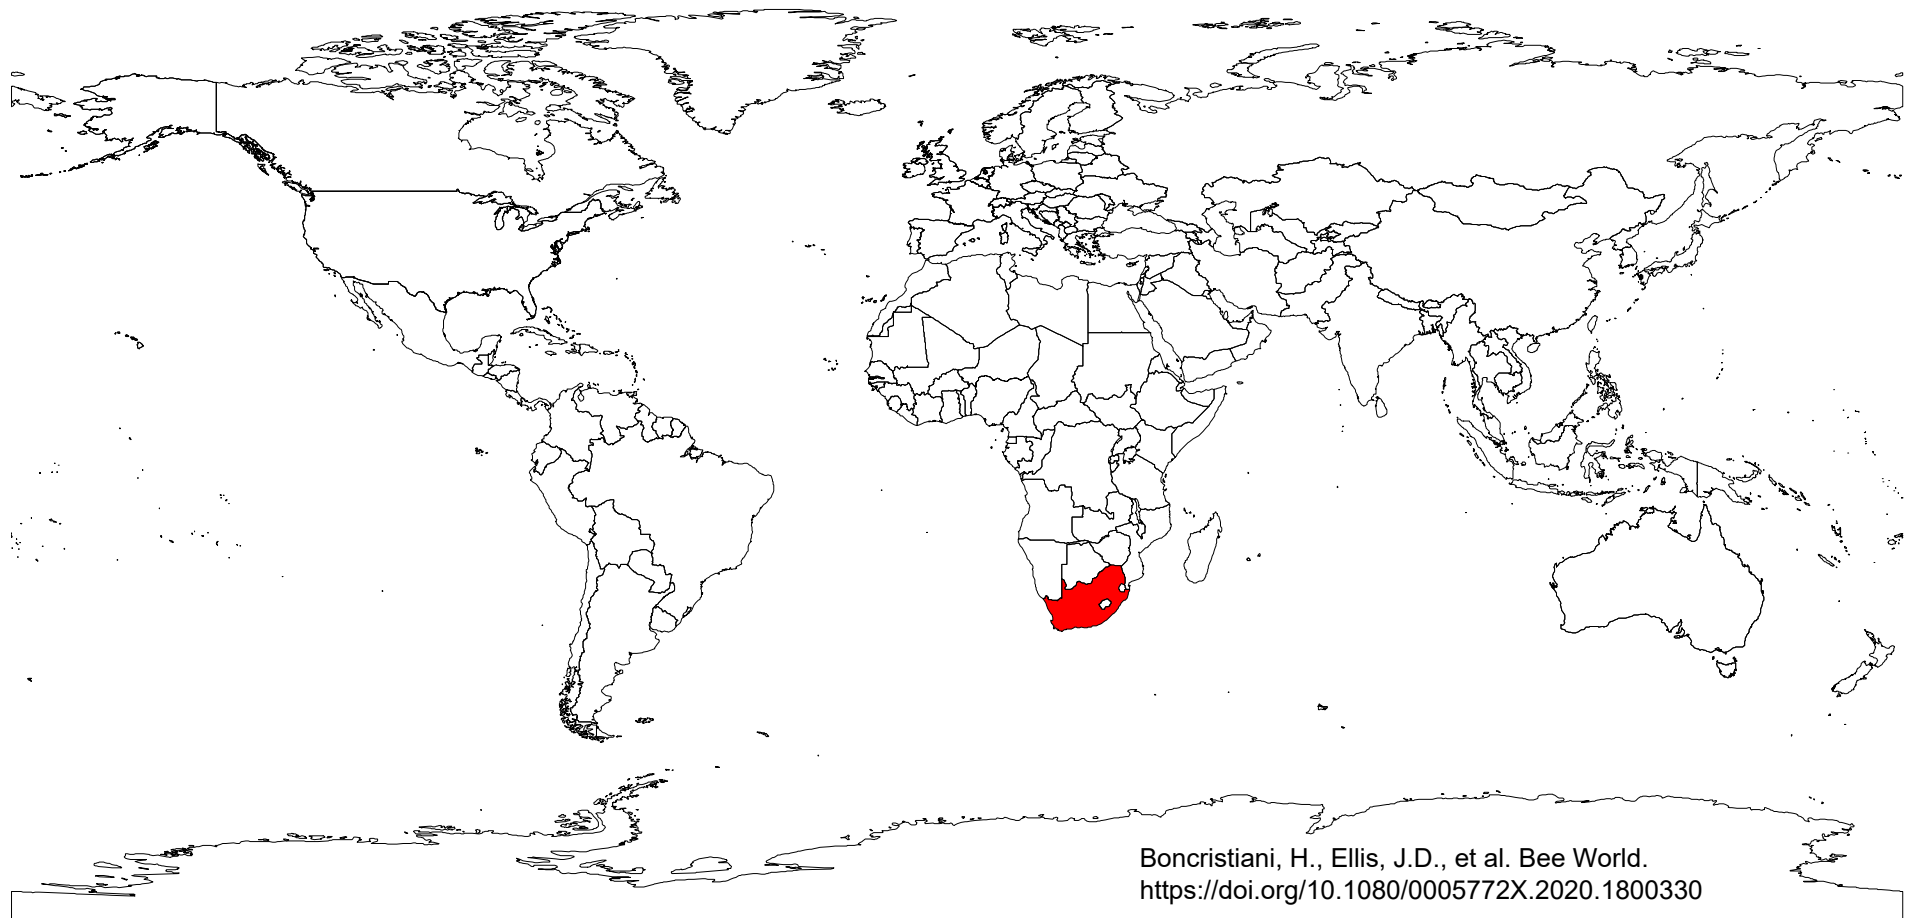 Boncristiani, H., Ellis, J.D., et al. Bee World.
https://doi.org/10.1080/0005772X.2020.1800330